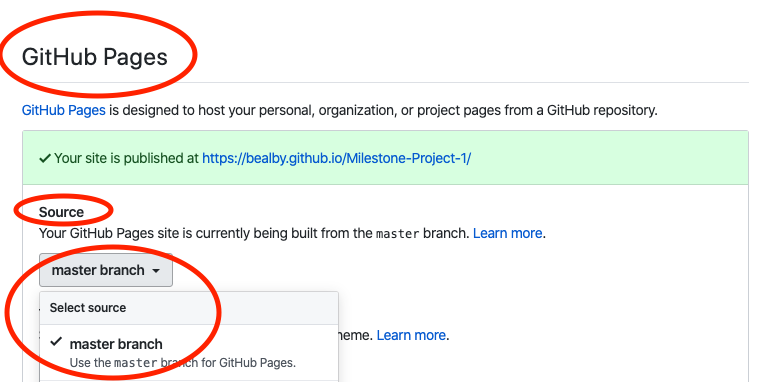 GitHub Pages
GitHub Pages is designed to host your personal, organization, or project pages from a GitHub repository.
Your site is published at https://bealby.github.io/Milestone-Project-1/
Source
Your GitHub Pages site is currently being built from the master branch. Learn more.
master branch
Select source
heme. Learn more.
master branch
Use the master branch for GitHub Pages.